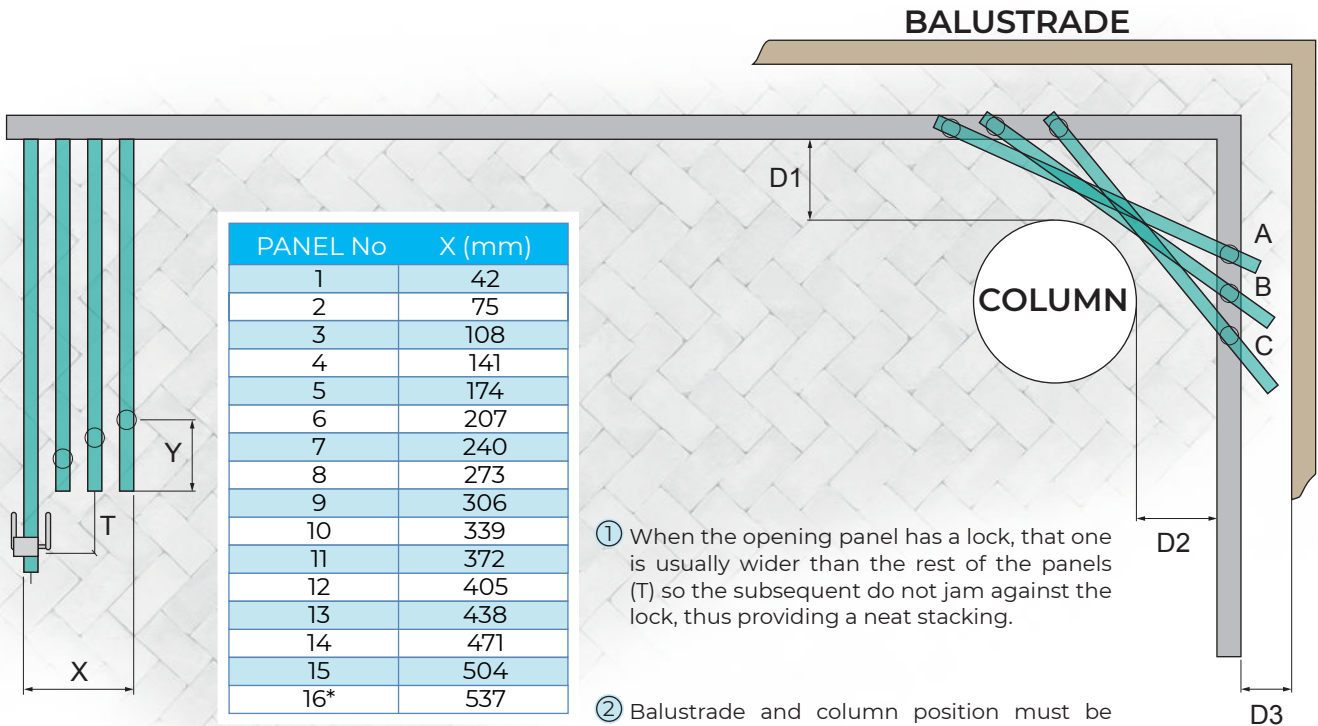 BALUSTRADE
D1
A
B
C
COLUMN
PANEL No X (mm)
1 42
2 75
3 108
4 141
5 174
6 207
7 240
8 273
9 306
10 339
11 372
12 405
13 438
14 471
15 504
16* 537
Y
T
X
D2
D3
1 When the opening panel has a lock, that one
is usually wider than the rest of the panels
(T) so the subsequent do not jam against the
lock, thus providing a neat stacking.
2 Balustrade and column position must be